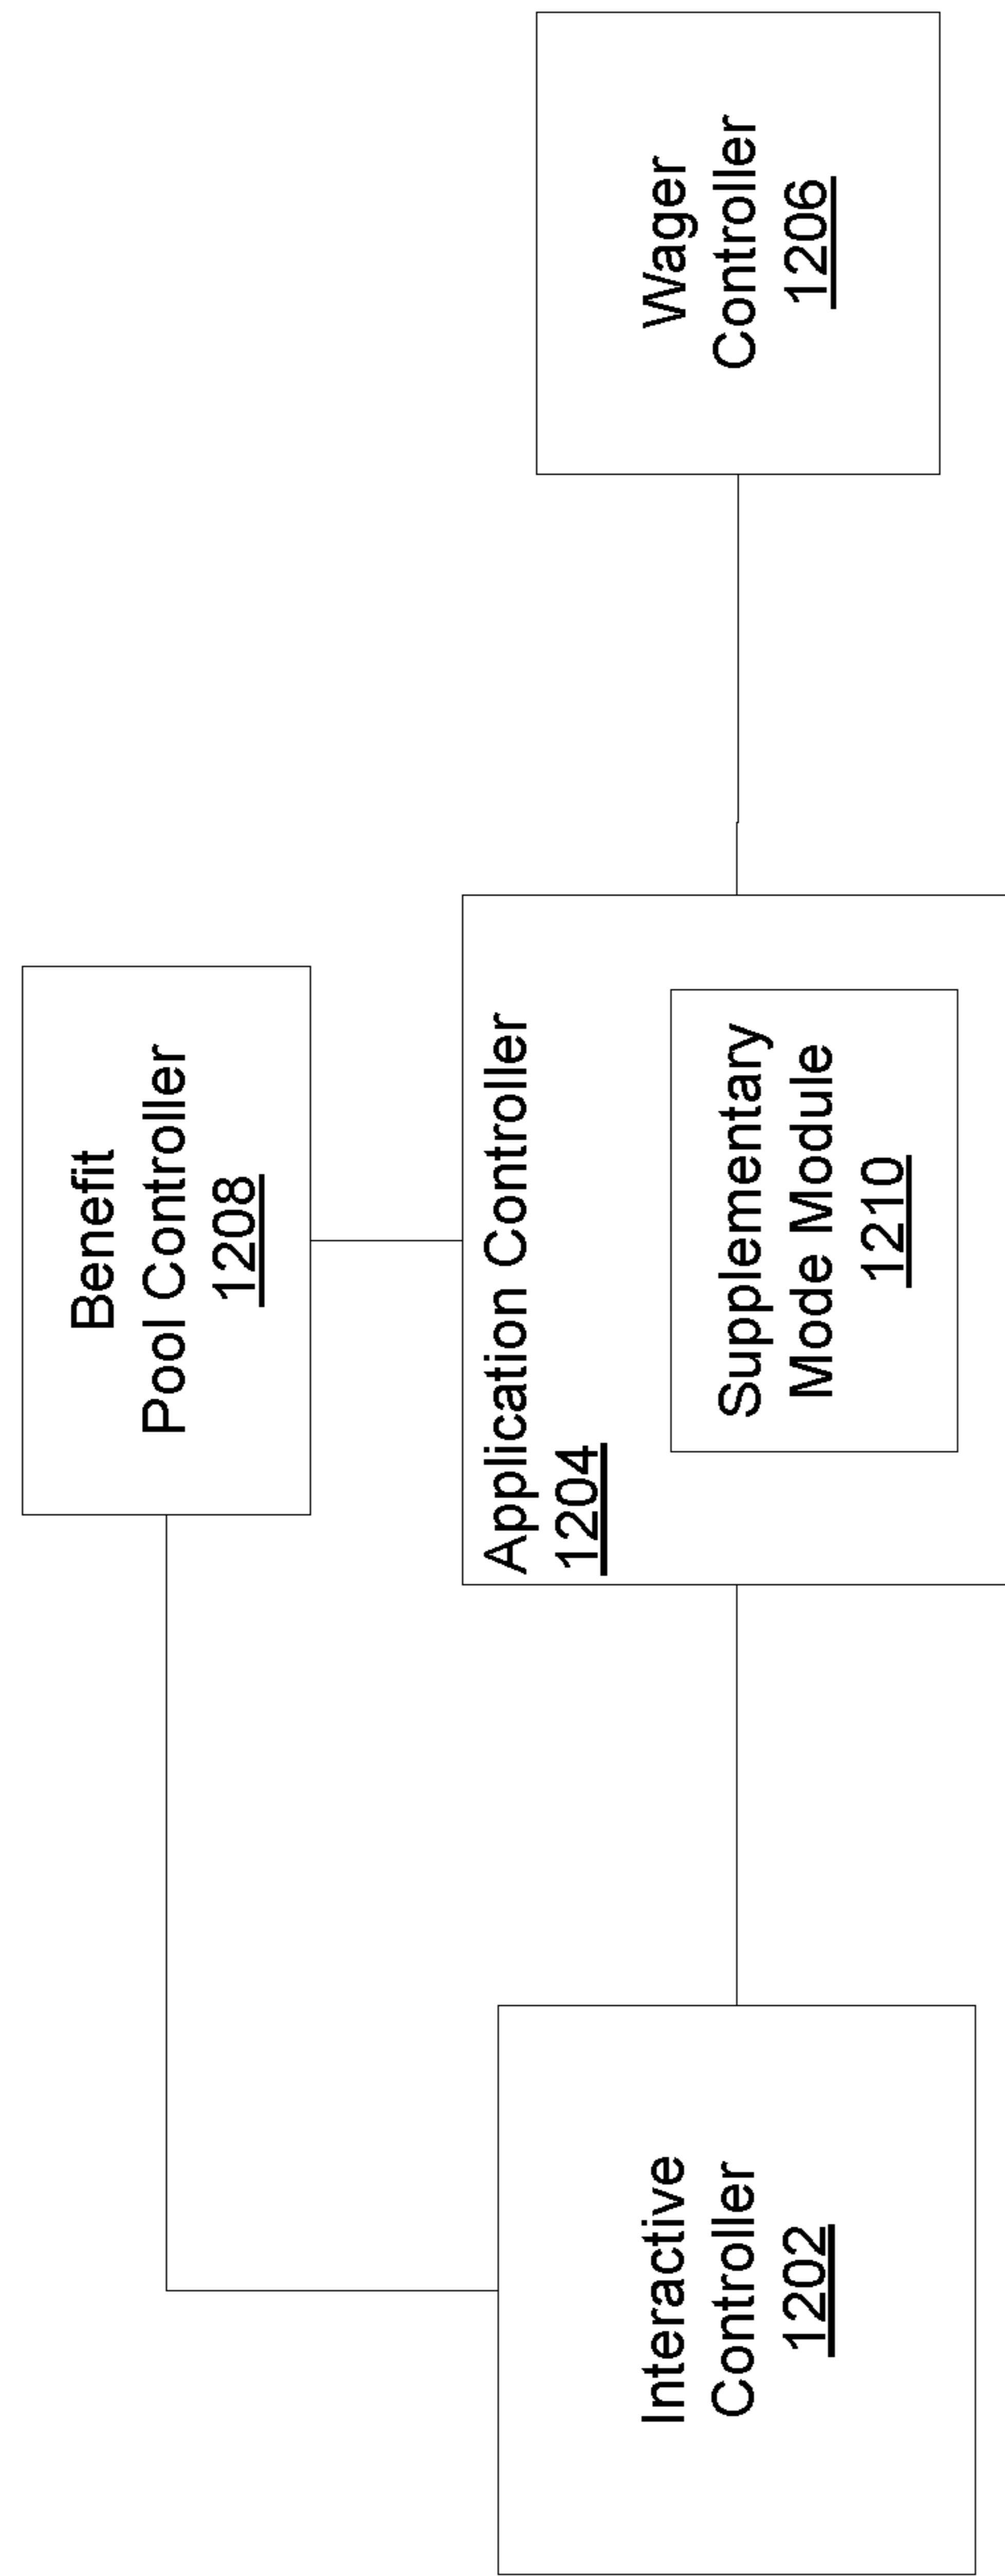 Benefit
Pool Controller
1208
Application Controller
1204
Supplementary
Mode Module
1210
Interactive
Controller
1202
Wager
Controller
1206